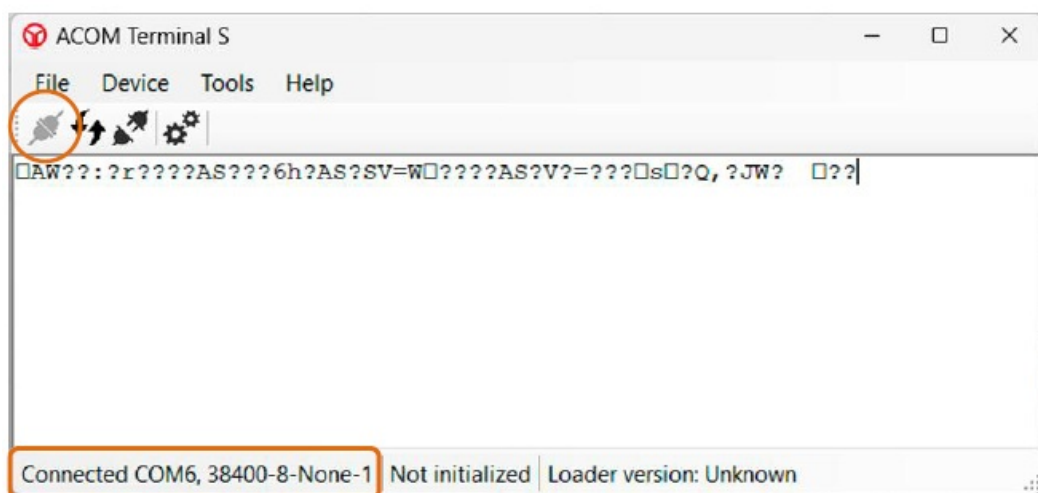 ACOM Terminal S
File Device Tools Help
□AW??:?r????AS???6h?AS?SV=W□????AS?V?=???□s□?Q,?JW? □??
Connected COM6, 38400-8-None-1 Not initialized Loader version: Unknown